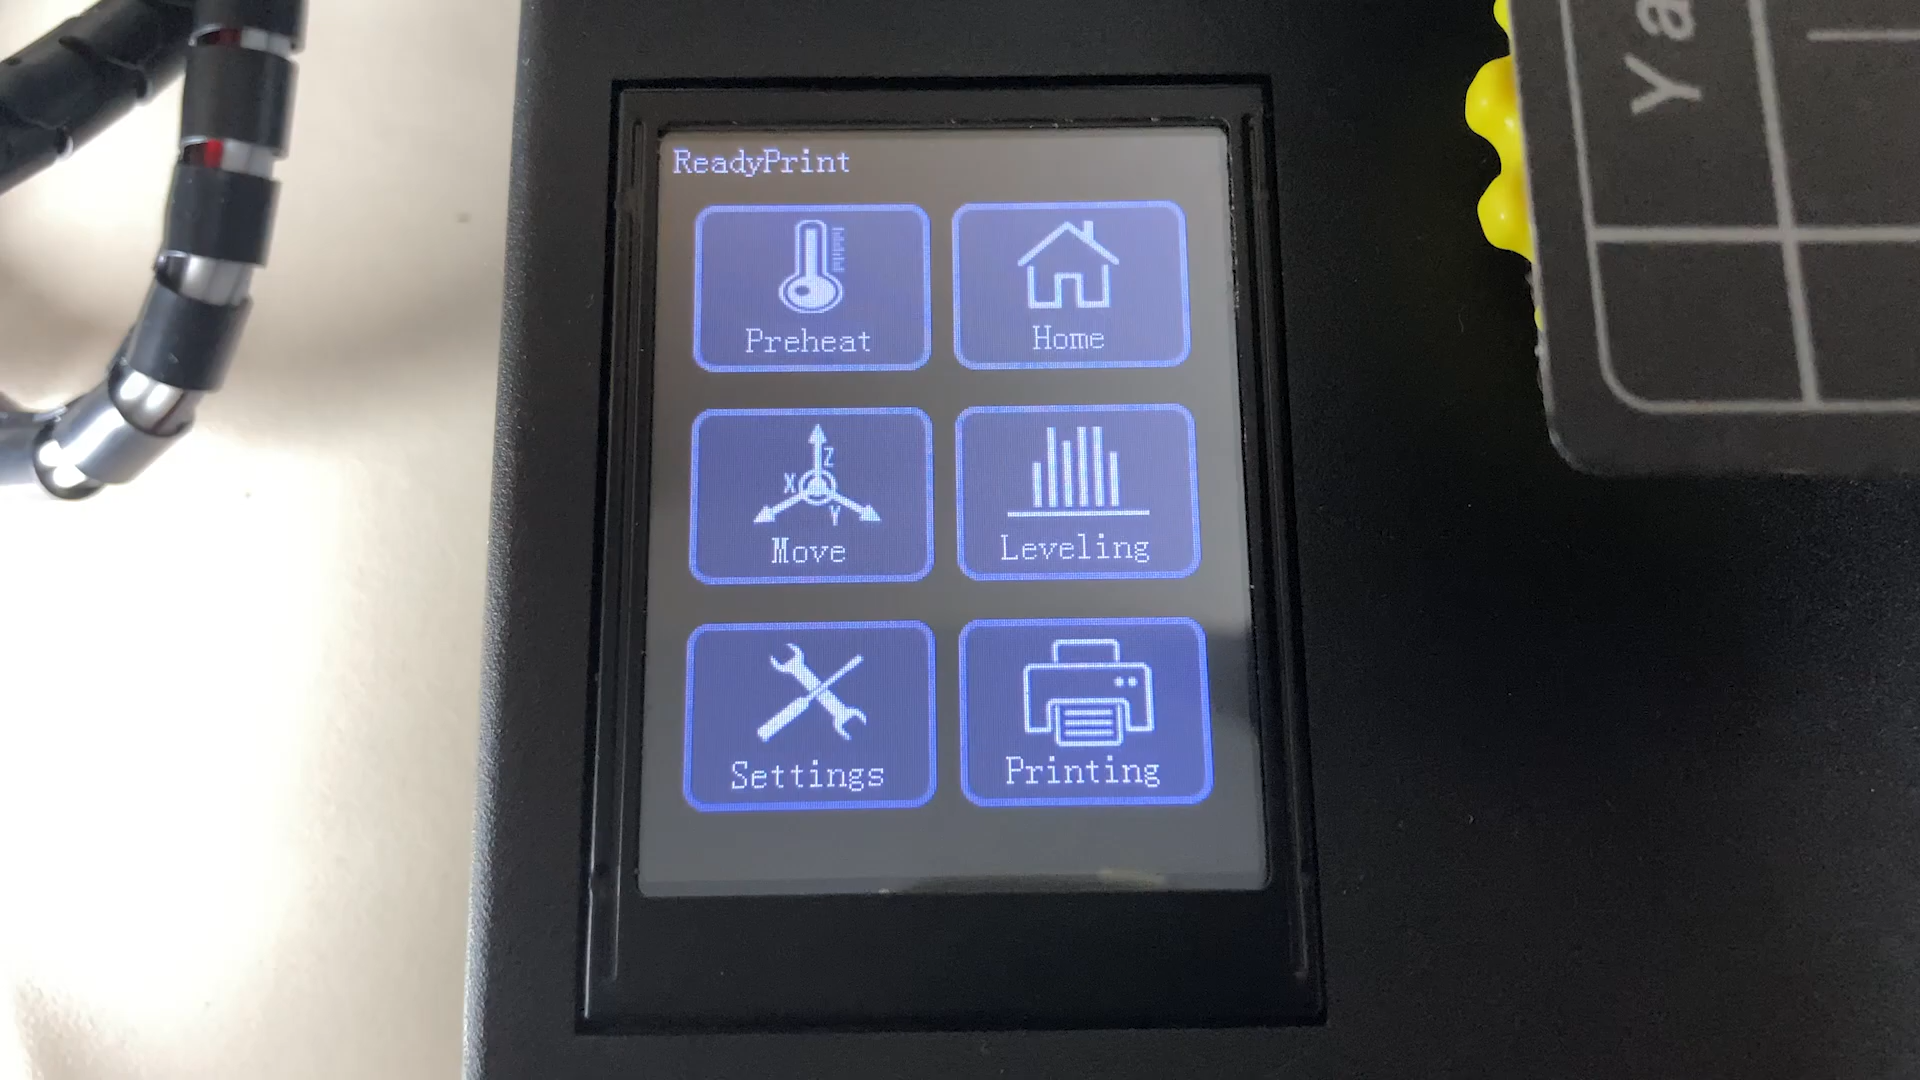 ReadyPrint
Preheat
Home
X
Z
Y
Move
Leveling
Settings
Printing
Ya